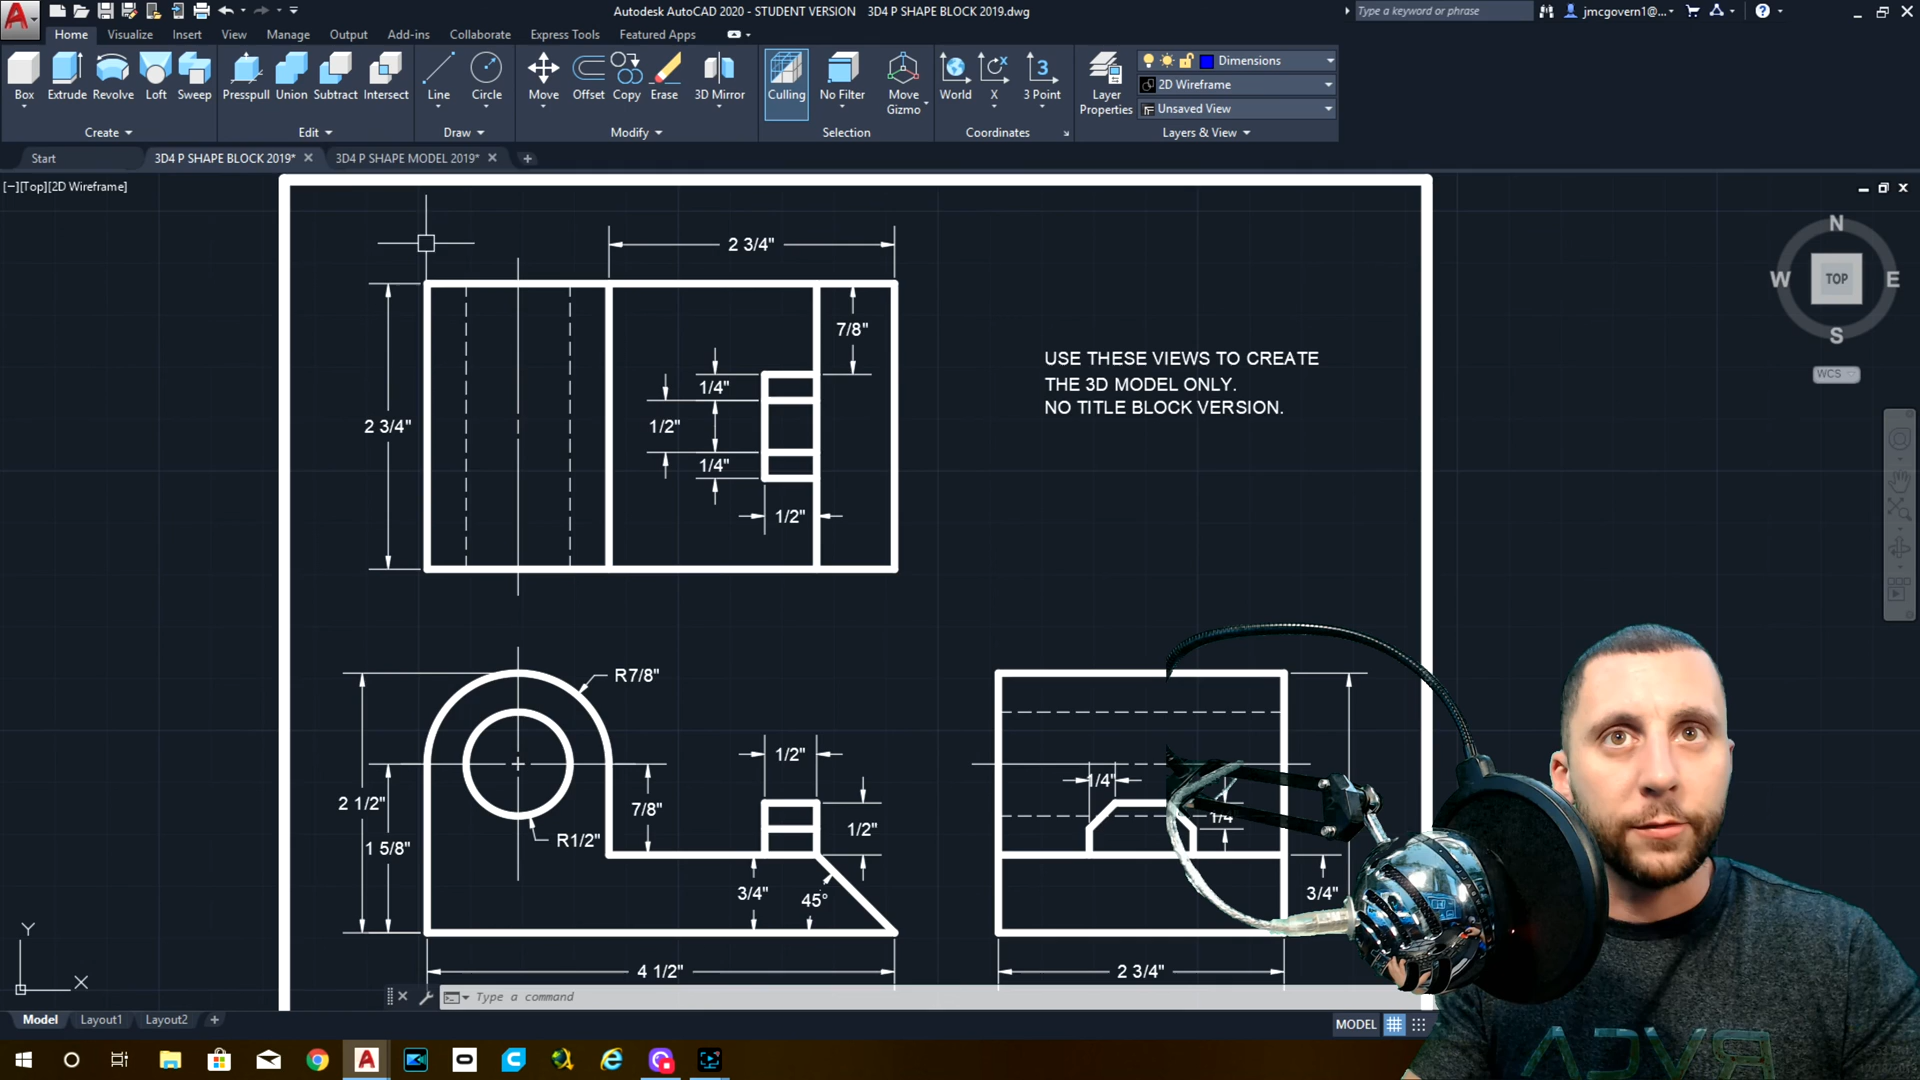 Autodesk AutoCAD 2020 - STUDENT VERSION 3D4 P SHAPE BLOCK 2019.dwg
Type a keyword or phrase
jmcgovern1@...
Home Visualize Insert View Manage Output Add-ins Collaborate Express Tools Featured Apps
Box Extrude Revolve Loft Sweep Presspull Union Subtract Intersect Line Circle Move Offset Copy Erase 3D Mirror Culling No Filter Move Gizmo World X 3 Point Layer Properties
Dimensions
2D Wireframe
Unsaved View
Create Edit Draw Modify Selection Coordinates Layers & View
Start 3D4 P SHAPE BLOCK 2019* 3D4 P SHAPE MODEL 2019*
[−][Top][2D Wireframe]
N
W TOP E
S
WCS
2 3/4"
7/8"
1/4"
2 3/4"
1/2"
1/4"
1/2"
USE THESE VIEWS TO CREATE
THE 3D MODEL ONLY.
NO TITLE BLOCK VERSION.
R7/8"
1/2"
1/4"
2 1/2"
7/8"
1/4
R1/2"
1/2"
1 5/8"
3/4"
45°
3/4"
4 1/2"
2 3/4"
Y
X
Type a command
Model Layout1 Layout2
MODEL